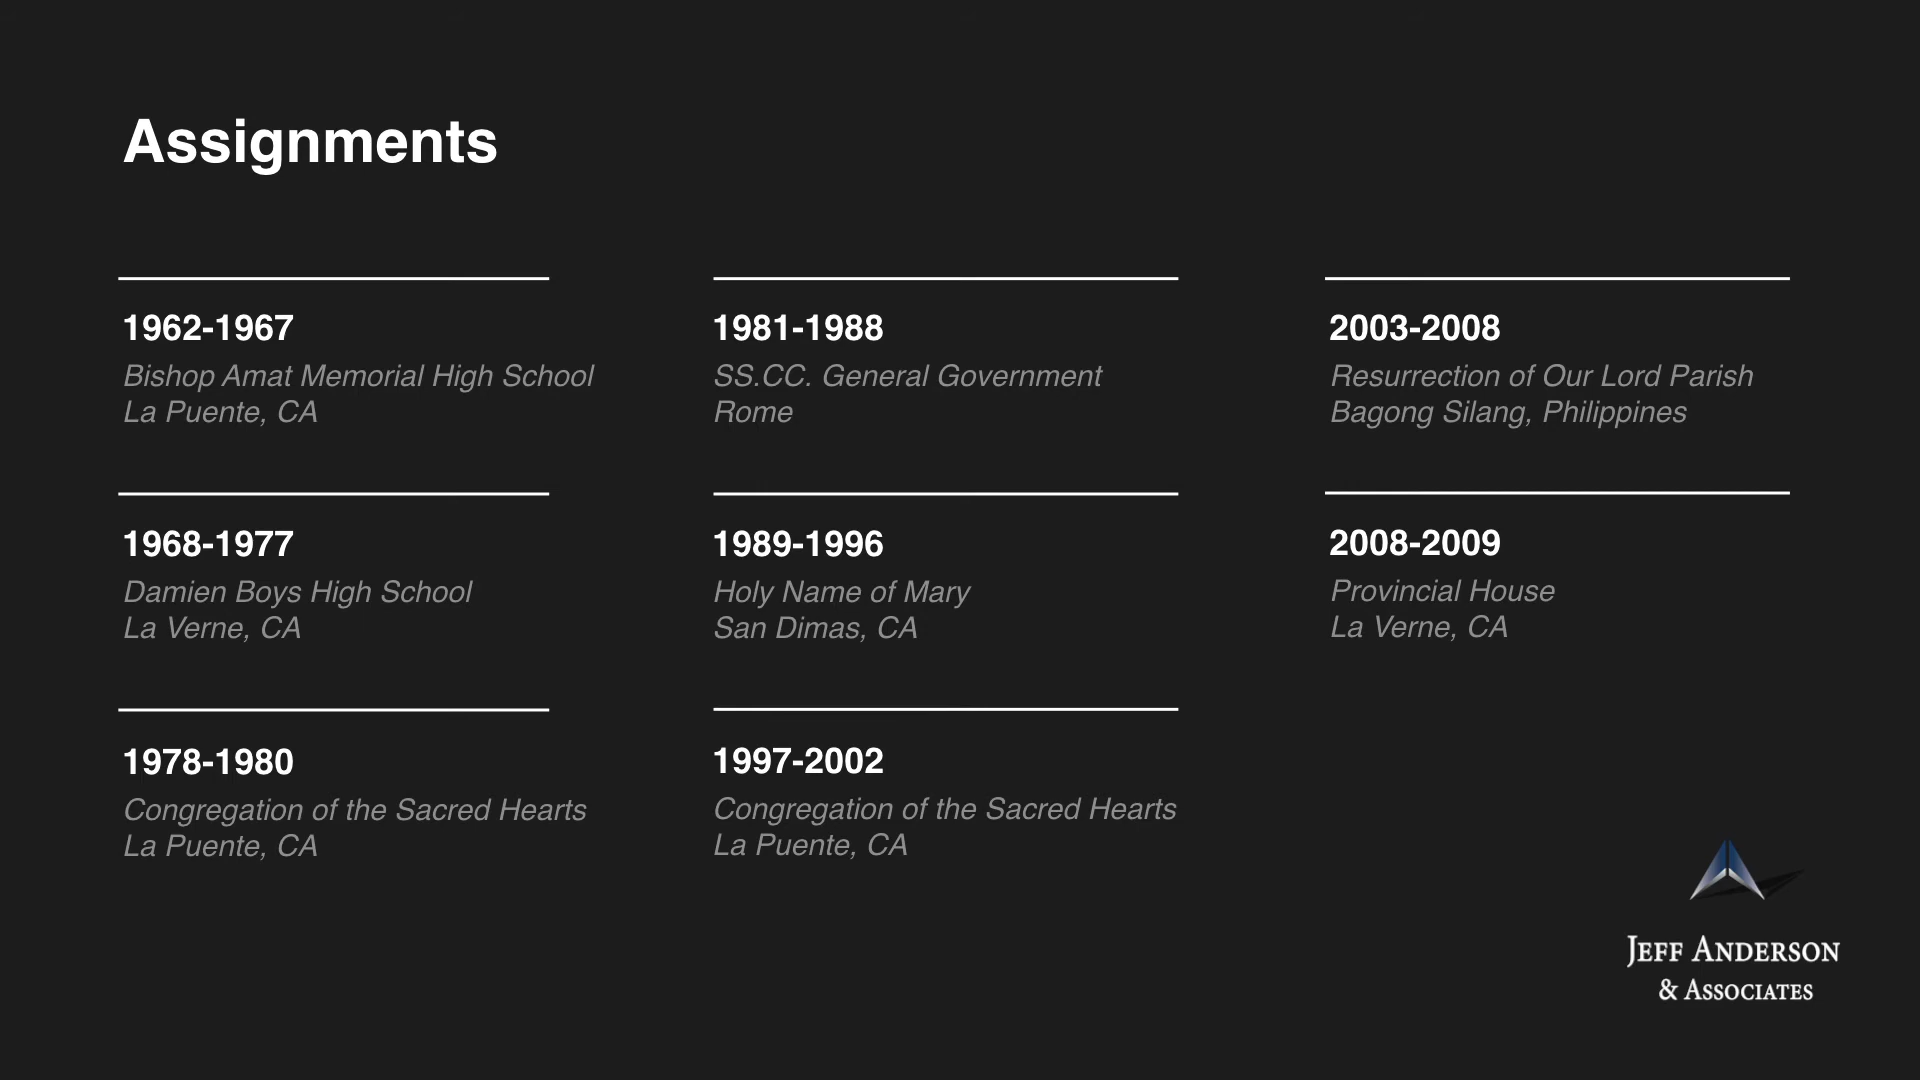 Assignments
1962-1967
Bishop Amat Memorial High School
La Puente, CA
1968-1977
Damien Boys High School
La Verne, CA
1978-1980
Congregation of the Sacred Hearts
La Puente, CA
1981-1988
SS.CC. General Government
Rome
1989-1996
Holy Name of Mary
San Dimas, CA
1997-2002
Congregation of the Sacred Hearts
La Puente, CA
2003-2008
Resurrection of Our Lord Parish
Bagong Silang, Philippines
2008-2009
Provincial House
La Verne, CA
JEFF ANDERSON
& ASSOCIATES